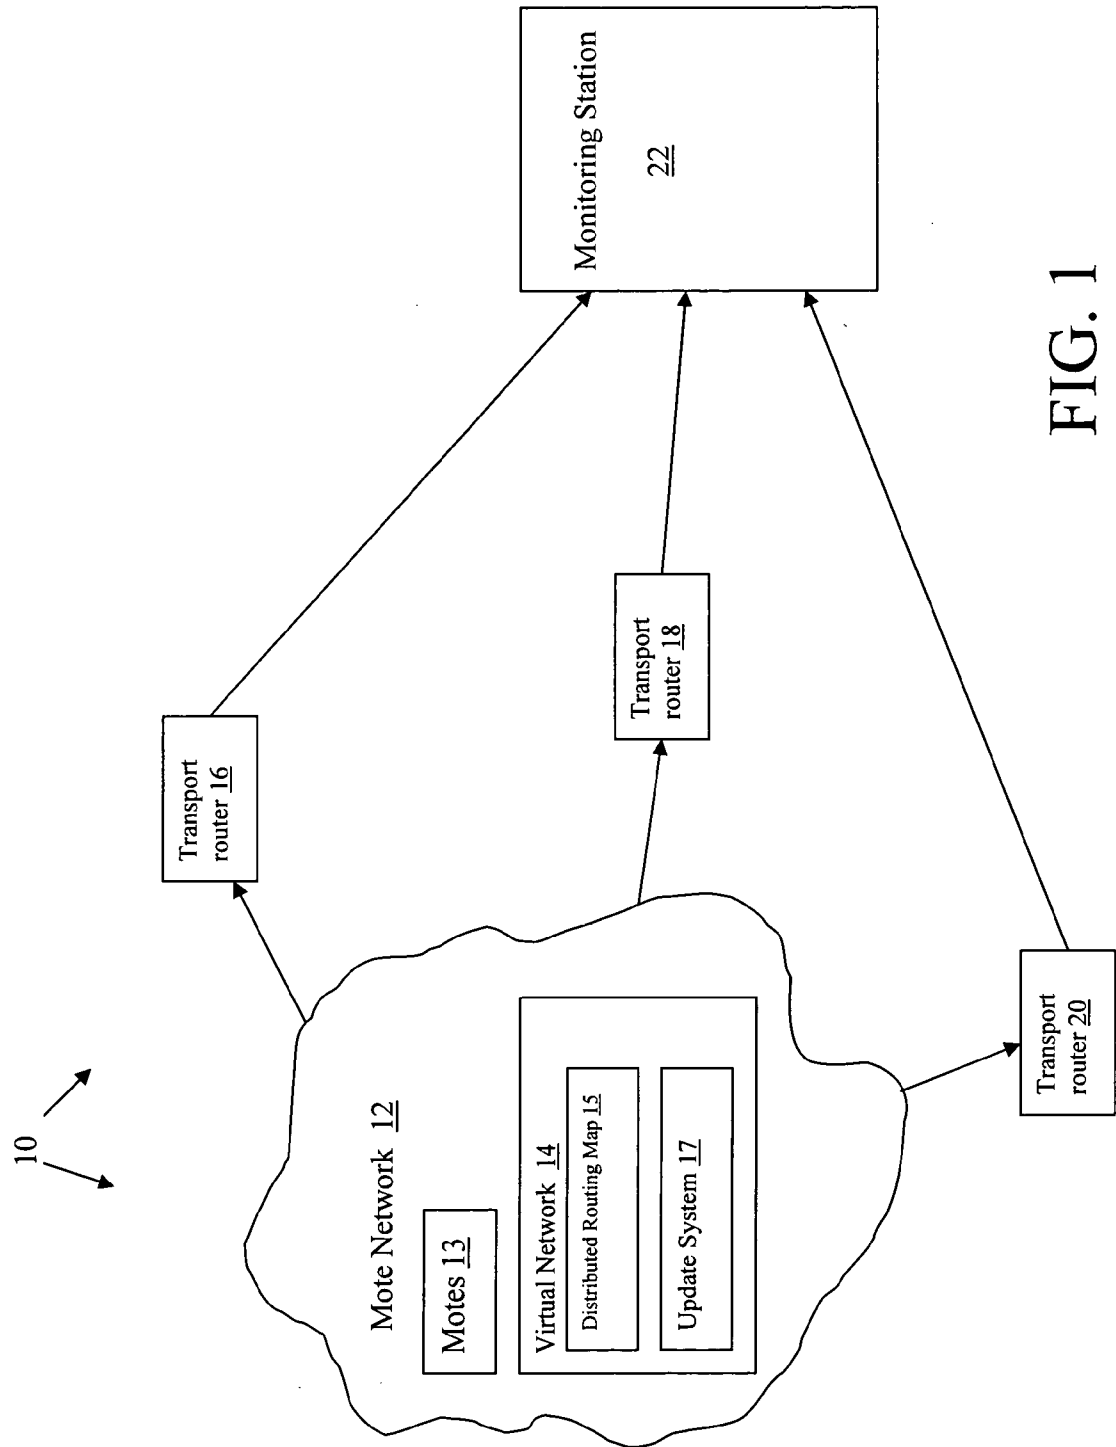 10
Mote Network 12
Motes 13
Virtual Network 14
Distributed Routing Map 15
Update System 17
Transport
router 16
Transport
router 18
Transport
router 20
Monitoring Station
22
FIG. 1